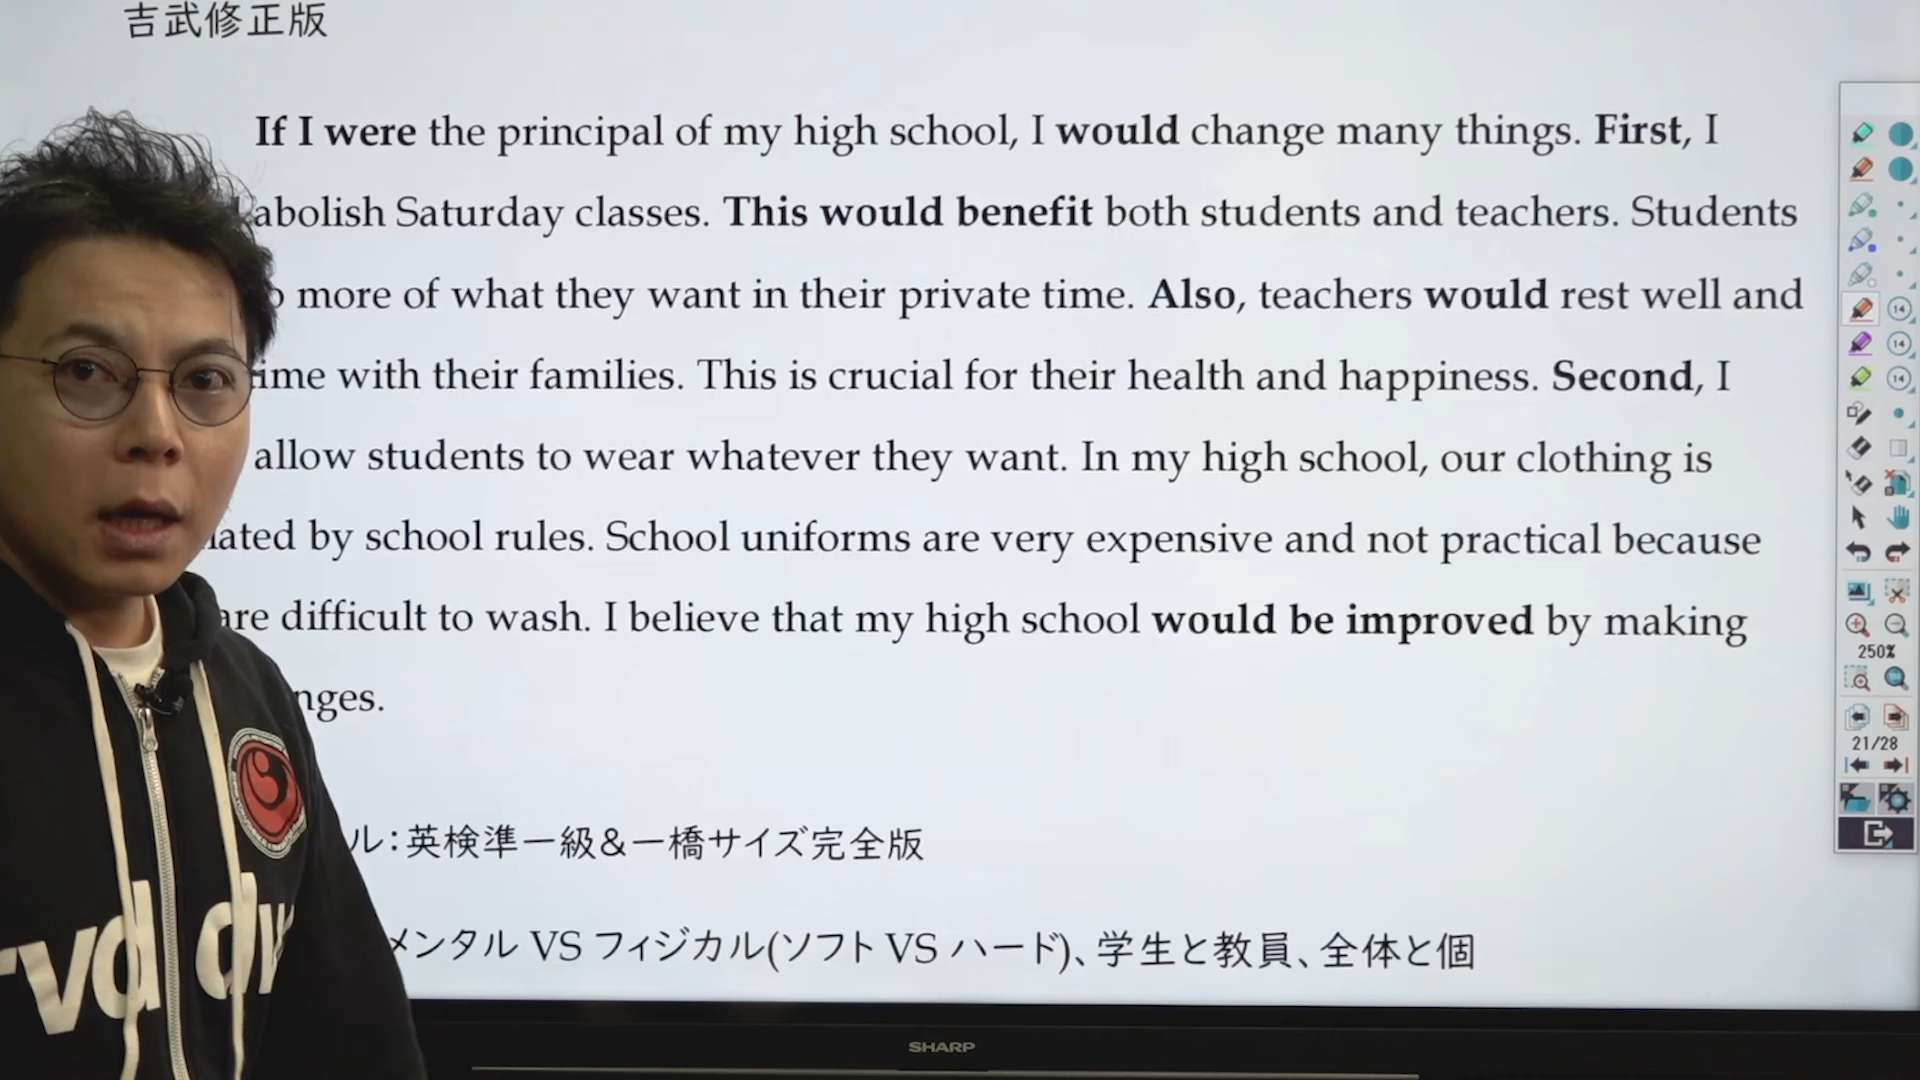 吉武修正版
If I were the principal of my high school, I would change many things. First, I
abolish Saturday classes. This would benefit both students and teachers. Students
more of what they want in their private time. Also, teachers would rest well and
with their families. This is crucial for their health and happiness. Second, I
allow students to wear whatever they want. In my high school, our clothing is
by school rules. School uniforms are very expensive and not practical because
are difficult to wash. I believe that my high school would be improved by making
ル：英検準一級＆一橋サイズ完全版
メンタル VS フィジカル(ソフト VS ハード)、学生と教員、全体と個
14
14
14
250%
21/28
SHARP